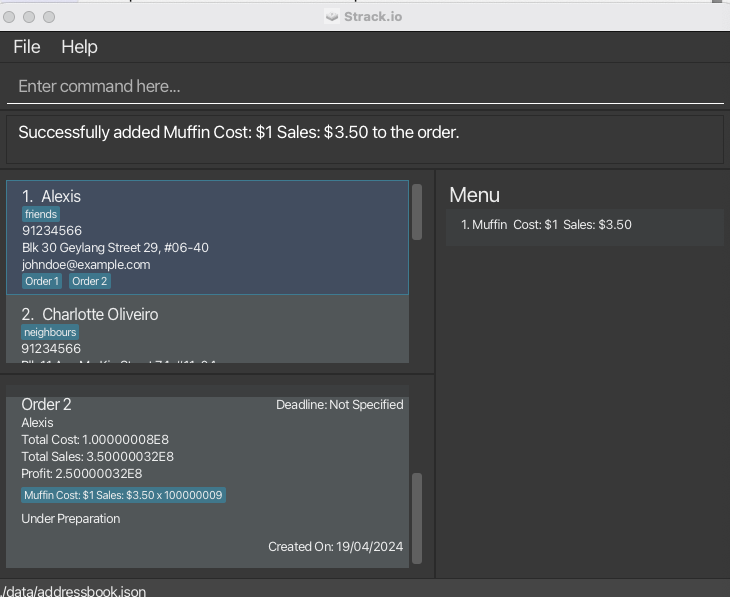 Strack.io
File Help
Enter command here...
Successfully added Muffin Cost: $1 Sales: $3.50 to the order.
1. Alexis
friends
91234566
Blk 30 Geylang Street 29, #06-40
johndoe@example.com
Order 1 Order 2
2. Charlotte Oliveiro
neighbours
91234566
Order 2
Deadline: Not Specified
Alexis
Total Cost: 1.00000008E8
Total Sales: 3.50000032E8
Profit: 2.50000032E8
Muffin Cost: $1 Sales: $3.50 x 100000009
Under Preparation
Created On: 19/04/2024
Menu
1. Muffin Cost: $1 Sales: $3.50
./data/addressbook.json